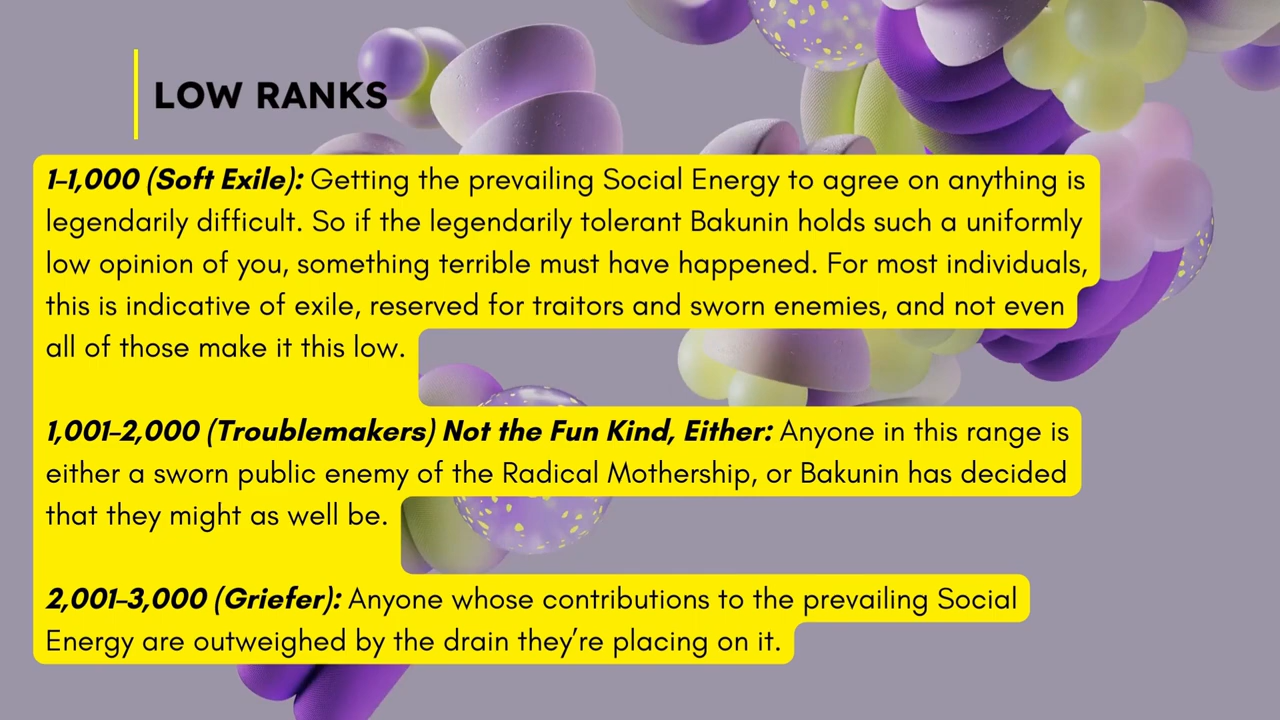 LOW RANKS
1–1,000 (Soft Exile): Getting the prevailing Social Energy to agree on anything is
legendarily difficult. So if the legendarily tolerant Bakunin holds such a uniformly
low opinion of you, something terrible must have happened. For most individuals,
this is indicative of exile, reserved for traitors and sworn enemies, and not even
all of those make it this low.
1,001–2,000 (Troublemakers) Not the Fun Kind, Either: Anyone in this range is
either a sworn public enemy of the Radical Mothership, or Bakunin has decided
that they might as well be.
2,001–3,000 (Griefer): Anyone whose contributions to the prevailing Social
Energy are outweighed by the drain they’re placing on it.